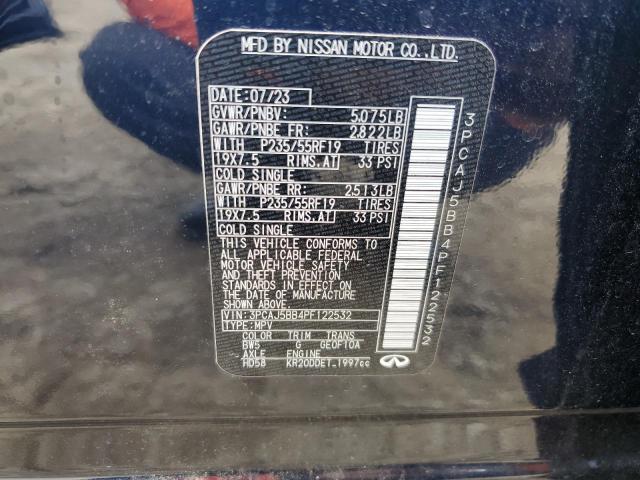 MFD BY NISSAN MOTOR CO.,LTD.
DATE: 07/23
GVWR/PNBV: 5.075LB
GAWR/PNBE FR: 2.822LB
WITH P235/55RF19 TIRES
19X7.5 RIMS.AT 33 PSI
COLD SINGLE
GAWR/PNBE RR: 2.513LB
WITH P235/55RF19 TIRES
19X7.5 RIMS.AT 33 PSI
COLD SINGLE
THIS VEHICLE CONFORMS TO
ALL APPLICABLE FEDERAL
MOTOR VEHICLE SAFETY
AND THEFT PREVENTION
STANDARDS IN EFFECT ON
THE DATE OF MANUFACTURE
SHOWN ABOVE.
VIN: 3PCAJ5BB4PF122532
TYPE: MPV
COLOR TRIM TRANS
BW5 G GE0F10A
AXLE ENGINE
HD58 KR20DDET 1997cc
3PCAJ5BB4PF122532